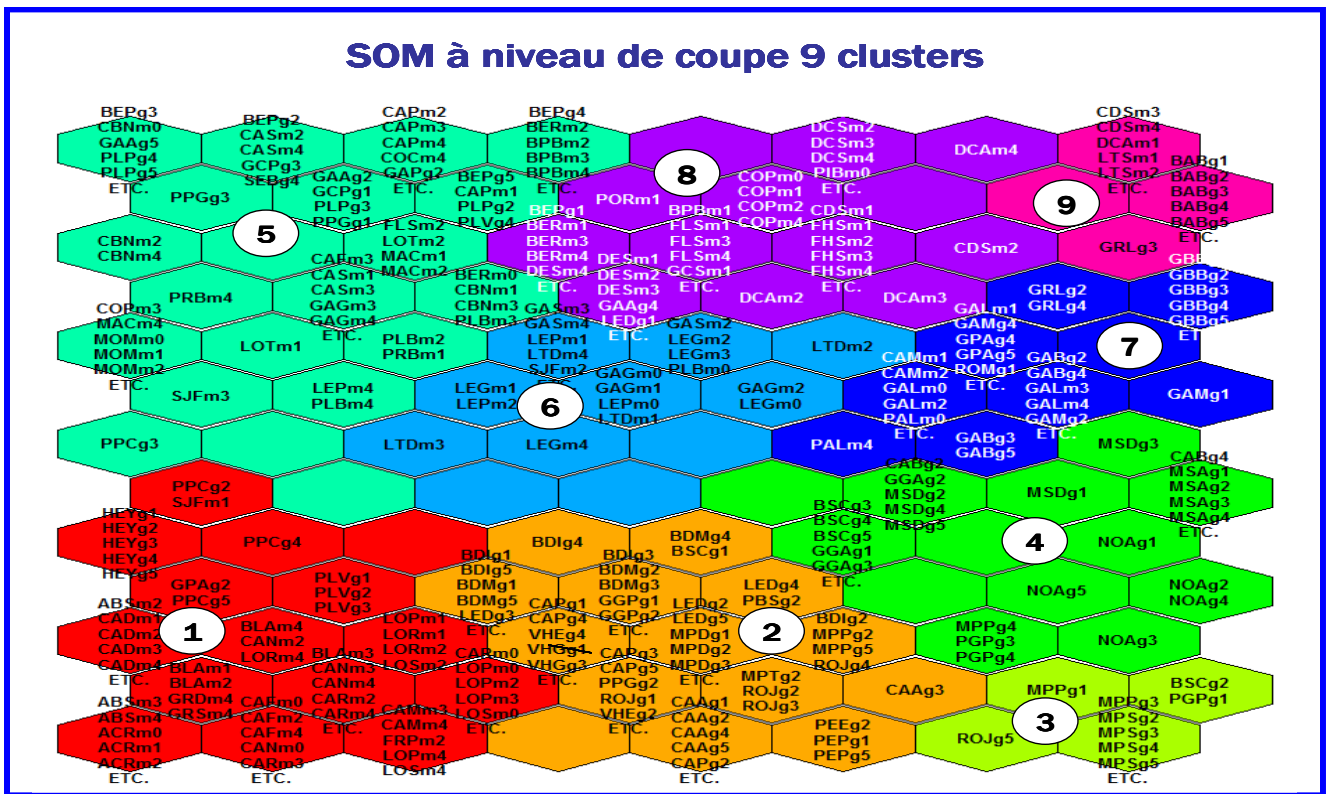 SOM à niveau de coupe 9 clusters
BEPg3
CBNm0
GAAg5
PLPg4
PLPg5
ETC.
BEPg2
CASm2
CASm4
GCPg3
SEBg4
CAPm2
CAPm3
CAPm4
COCm4
GAPg2
ETC.
BEPg4
BERm2
BPBm2
BPBm3
BPBm4
ETC.
DCSm2
DCSm3
DCSm4
PIBm0
ETC.
DCAm4
CDSm3
CDSm4
DCAm1
LTSm1
LTSm2
ETC.
PPGg3
GAAg2
GCPg1
PLPg3
PPGg1
BEPg5
CAPm1
PLPg2
PLVg4
PORm1
8
COPm0
COPm1
COPm2
COPm4
9
BABg1
BABg2
BABg3
BABg4
BABg5
ETC.
CBNm2
CBNm4
5
FLSm2
LOTm2
MACm1
MACm2
BEPg1
BERm1
BERm3
BERm4
DESm4
ETC.
BPBm1
FLSm1
FLSm3
FLSm4
GCSm1
ETC.
CDSm1
FHSm1
FHSm2
FHSm3
FHSm4
ETC.
CDSm2
GRLg3
PRBm4
CAFm3
CASm1
CASm3
GAGm3
GAGm4
ETC.
BERm0
CBNm1
CBNm3
PLBm3
DESm1
DESm2
DESm3
GAAg4
LEDg1
ETC.
DCAm2
DCAm3
GRLg2
GRLg4
GBBg2
GBBg3
GBBg4
GBBg5
COPm3
MACm4
MOMm0
MOMm1
MOMm2
ETC.
LOTm1
PLBm2
PRBm1
GASm3
GASm4
LEPm1
LTDm4
SJFm2
ETC.
GASm2
LEGm2
LEGm3
PLBm0
LTDm2
GALm1
GAMg4
GPAg4
GPAg5
ROMg1
ETC.
7
SJFm3
LEPm4
PLBm4
LEGm1
LEPm2
6
GAGm0
GAGm1
LEPm0
LTDm1
GAGm2
LEGm0
CAMm1
CAMm2
GALm0
GALm2
PALm0
ETC.
GABg2
GABg4
GALm3
GALm4
GAMg2
ETC.
GAMg1
PPCg3
LTDm3
LEGm4
PALm4
GABg3
GABg5
MSDg3
PPCg2
SJFm1
CABg2
GGAg2
MSDg2
MSDg4
MSDg5
MSDg1
CABg4
MSAg1
MSAg2
MSAg3
MSAg4
ETC.
HEYg1
HEYg2
HEYg3
HEYg4
HEYg5
PPCg4
BDIg4
BDMg4
BSCg1
BSCg3
BSCg4
BSCg5
GGAg1
GGAg3
ETC.
4
NOAg1
GPAg2
PPCg5
PLVg1
PLVg2
PLVg3
BDIg1
BDIg5
BDMg1
BDMg5
LEDg3
ETC.
BDIg3
BDMg2
BDMg3
GGPg1
GGPg2
ETC.
LEDg4
PBSg2
NOAg5
NOAg2
NOAg4
ABSm2
CADm1
CADm2
CADm3
CADm4
ETC.
1
BLAm4
CANm2
LORm4
LOPm1
LORm1
LORm2
LOSm2
CAPg1
CAPg4
VHEg4
VHGg1
VHGg3
ETC.
LEDg2
LEDg5
MPDg1
MPDg2
MPDg3
ETC.
2
BDIg2
MPPg2
MPPg5
ROJg4
MPPg4
PGPg3
PGPg4
NOAg3
BLAm1
BLAm2
GRDm4
GRSm4
BLAm3
CANm3
CANm4
CARm2
CARm4
ETC.
CARm0
LOPm0
LOPm2
LOPm3
LOSm0
ETC.
CAPg3
CAPg5
PPGg2
ROJg1
VHEg2
ETC.
MPTg2
ROJg2
ROJg3
CAAg3
MPPg1
3
BSCg2
PGPg1
ABSm3
ABSm4
ACRm0
ACRm1
ACRm2
ETC.
CAFm0
CAFm2
CAFm4
CANm0
CARm3
ETC.
CAMm3
CAMm4
FRPm2
LOPm4
LOSm4
CAAg1
CAAg2
CAAg4
CAAg5
CAPg2
ETC.
PEEg2
PEPg1
PEPg5
ROJg5
MPPg3
MPSg2
MPSg3
MPSg4
MPSg5
ETC.